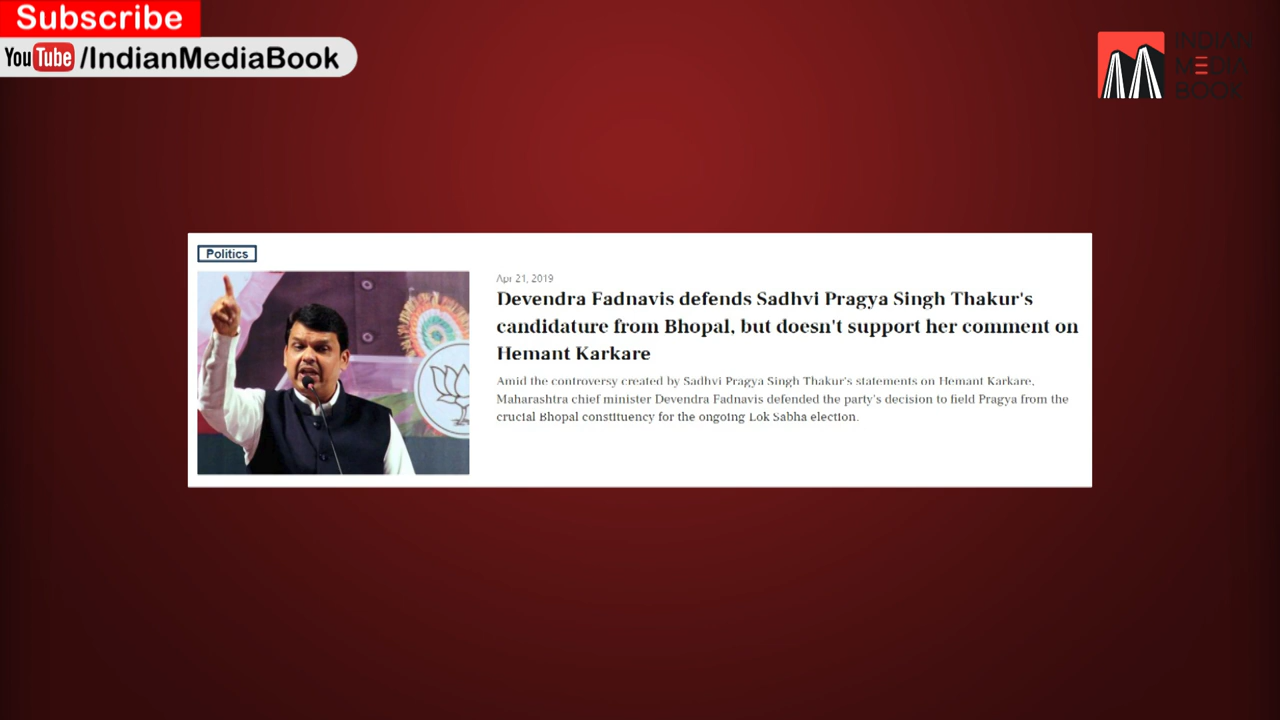 Subscribe
YouTube /IndianMediaBook
INDIAN
MEDIA
BOOK
Politics
Apr 21, 2019
Devendra Fadnavis defends Sadhvi Pragya Singh Thakur's
candidature from Bhopal, but doesn't support her comment on
Hemant Karkare
Amid the controversy created by Sadhvi Pragya Singh Thakur's statements on Hemant Karkare,
Maharashtra chief minister Devendra Fadnavis defended the party's decision to field Pragya from the
crucial Bhopal constituency for the ongoing Lok Sabha election.